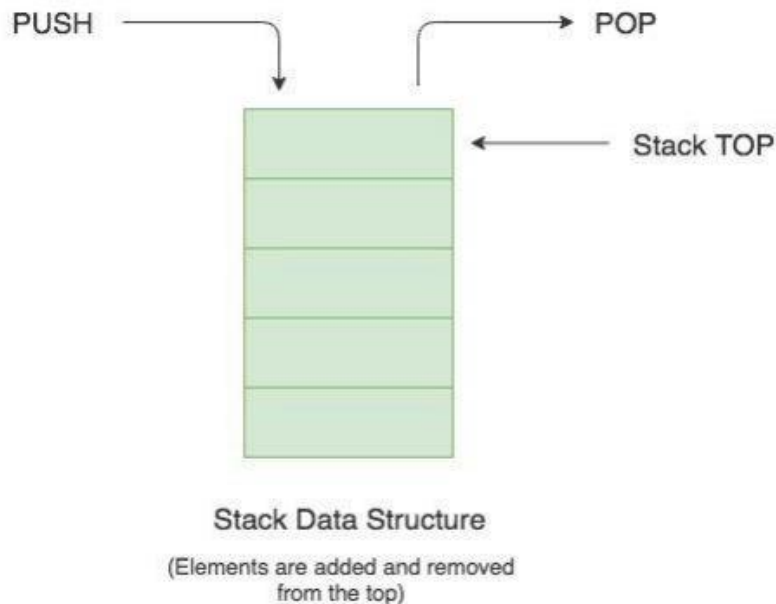 PUSH
POP
Stack TOP
Stack Data Structure
(Elements are added and removed
from the top)